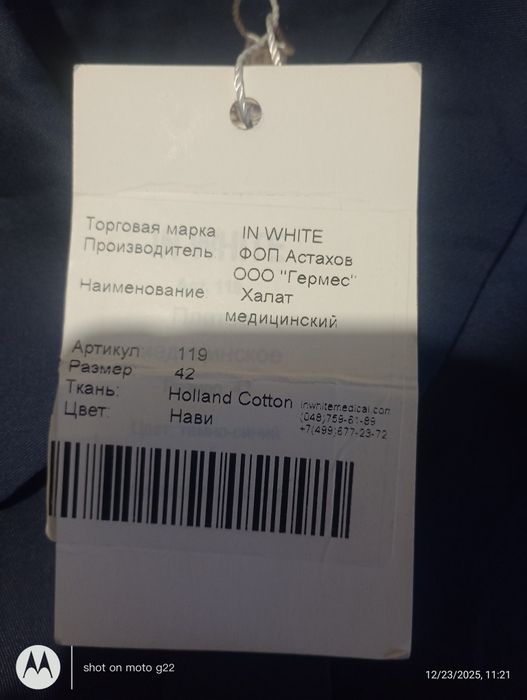 Торговая марка IN WHITE
Производитель ФОП Астахов
ООО "Гермес"
Наименование Халат
медицинский
Артикул 119
Размер 42
Ткань: Holland Cotton
Цвет: Нави
inwhitemedical.com
(048)759-61-89
+7(499)677-23-72
shot on moto g22
12/23/2025, 11:21